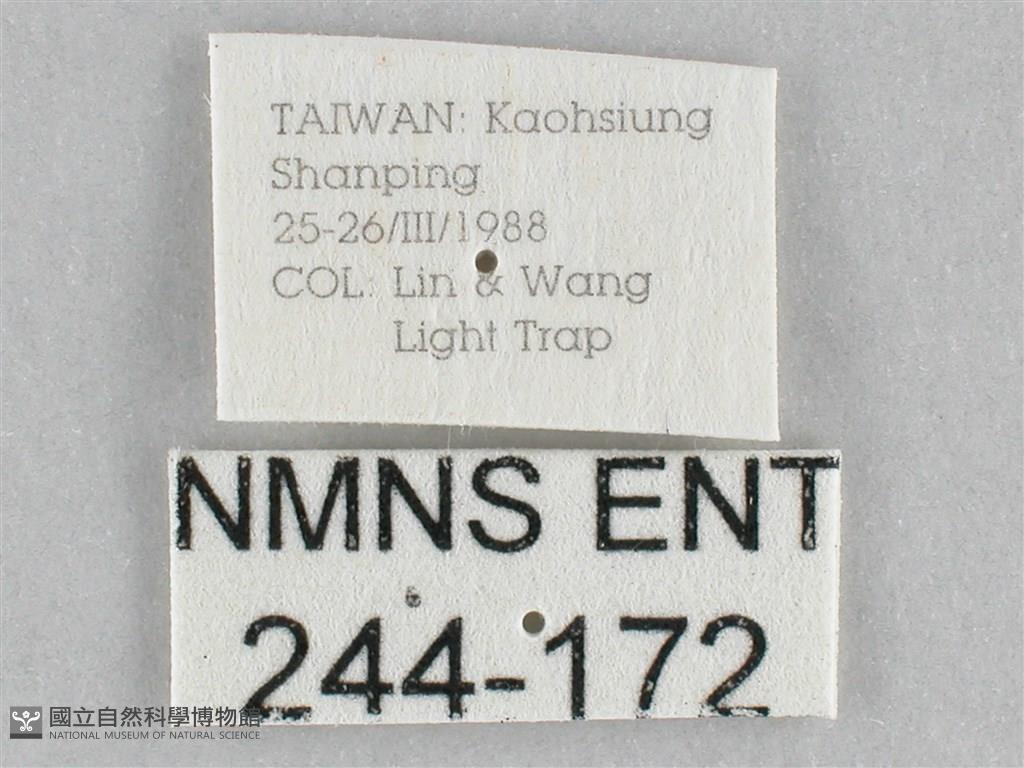 TAIWAN: Kaohsiung
Shanping
25-26/III/1988
COL. Lin & Wang
Light Trap
NMNS ENT
244-172
國立自然科學博物館
NATIONAL MUSEUM OF NATURAL SCIENCE